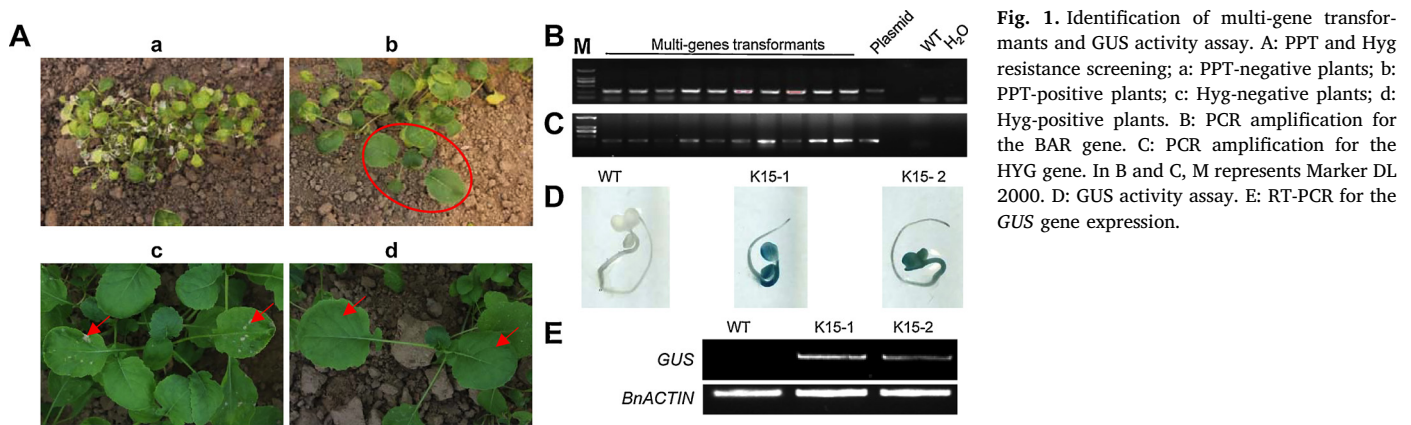 A
a
b
c
d
B
M
Multi-genes transformants
Plasmid
WT
H₂O
C
D
WT
K15-1
K15- 2
E
WT
K15-1
K15-2
GUS
BnACTIN
Fig. 1. Identification of multi-gene transfor-
mants and GUS activity assay. A: PPT and Hyg
resistance screening; a: PPT-negative plants; b:
PPT-positive plants; c: Hyg-negative plants; d:
Hyg-positive plants. B: PCR amplification for
the BAR gene. C: PCR amplification for the
HYG gene. In B and C, M represents Marker DL
2000. D: GUS activity assay. E: RT-PCR for the
GUS gene expression.